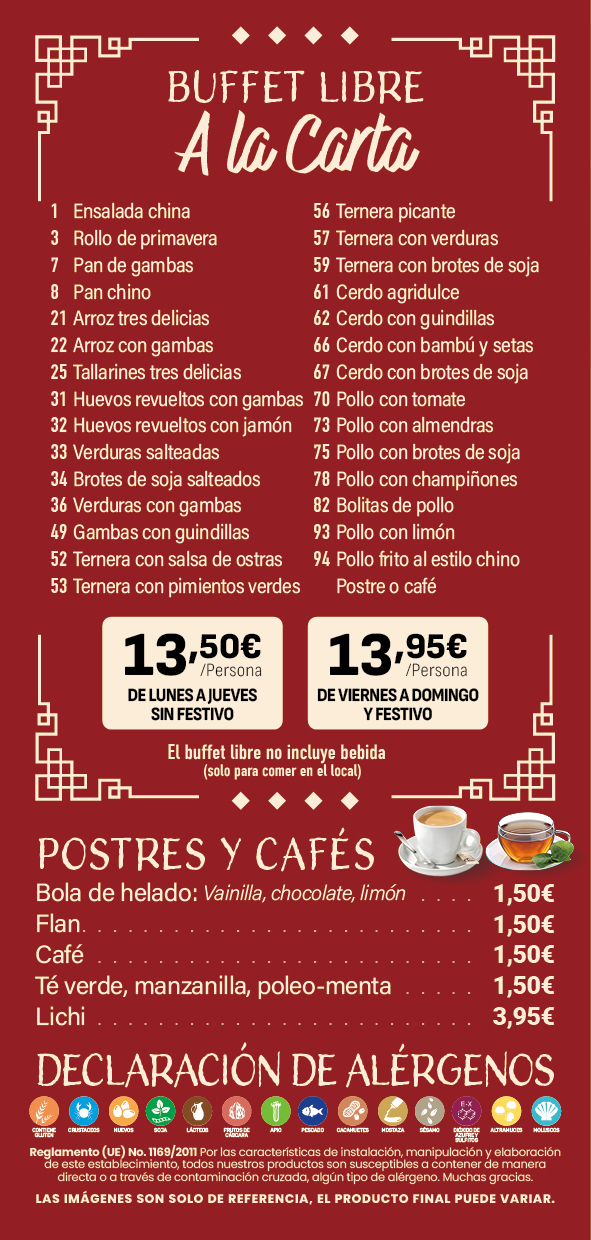 BUFFET LIBRE
A la Carta
1 Ensalada china
3 Rollo de primavera
7 Pan de gambas
8 Pan chino
21 Arroz tres delicias
22 Arroz con gambas
25 Tallarines tres delicias
31 Huevos revueltos con gambas
32 Huevos revueltos con jamón
33 Verduras salteadas
34 Brotes de soja salteados
36 Verduras con gambas
49 Gambas con guindillas
52 Ternera con salsa de ostras
53 Ternera con pimientos verdes
56 Ternera picante
57 Ternera con verduras
59 Ternera con brotes de soja
61 Cerdo agridulce
62 Cerdo con guindillas
66 Cerdo con bambú y setas
67 Cerdo con brotes de soja
70 Pollo con tomate
73 Pollo con almendras
75 Pollo con brotes de soja
78 Pollo con champiñones
82 Bolitas de pollo
93 Pollo con limón
94 Pollo frito al estilo chino
Postre o café
13,50€
/Persona
DE LUNES A JUEVES
SIN FESTIVO
13,95€
/Persona
DE VIERNES A DOMINGO
Y FESTIVO
El buffet libre no incluye bebida
(solo para comer en el local)
POSTRES Y CAFÉS
Bola de helado: Vainilla, chocolate, limón . . . . 1,50€
Flan. . . . . . . . . . . . . . . . . . . . . . . . 1,50€
Café . . . . . . . . . . . . . . . . . . . . . . . 1,50€
Té verde, manzanilla, poleo-menta . . . . . 1,50€
Lichi . . . . . . . . . . . . . . . . . . . . . . . 3,95€
DECLARACIÓN DE ALÉRGENOS
CONTIENE GLUTEN
CRUSTÁCEOS
HUEVOS
SOJA
LÁCTEOS
FRUTOS DE CÁSCARA
APIO
PESCADO
CACAHUETES
MOSTAZA
SÉSAMO
E-X
DIÓXIDO DE AZUFRE Y SULFITOS
ALTRAMUCES
MOLUSCOS
Reglamento (UE) No. 1169/2011 Por las características de instalación, manipulación y elaboración
de este establecimiento, todos nuestros productos son susceptibles a contener de manera
directa o a través de contaminación cruzada, algún tipo de alérgeno. Muchas gracias.
LAS IMÁGENES SON SOLO DE REFERENCIA, EL PRODUCTO FINAL PUEDE VARIAR.